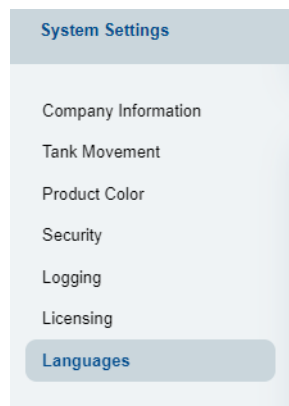 System Settings
Company Information
Tank Movement
Product Color
Security
Logging
Licensing
Languages